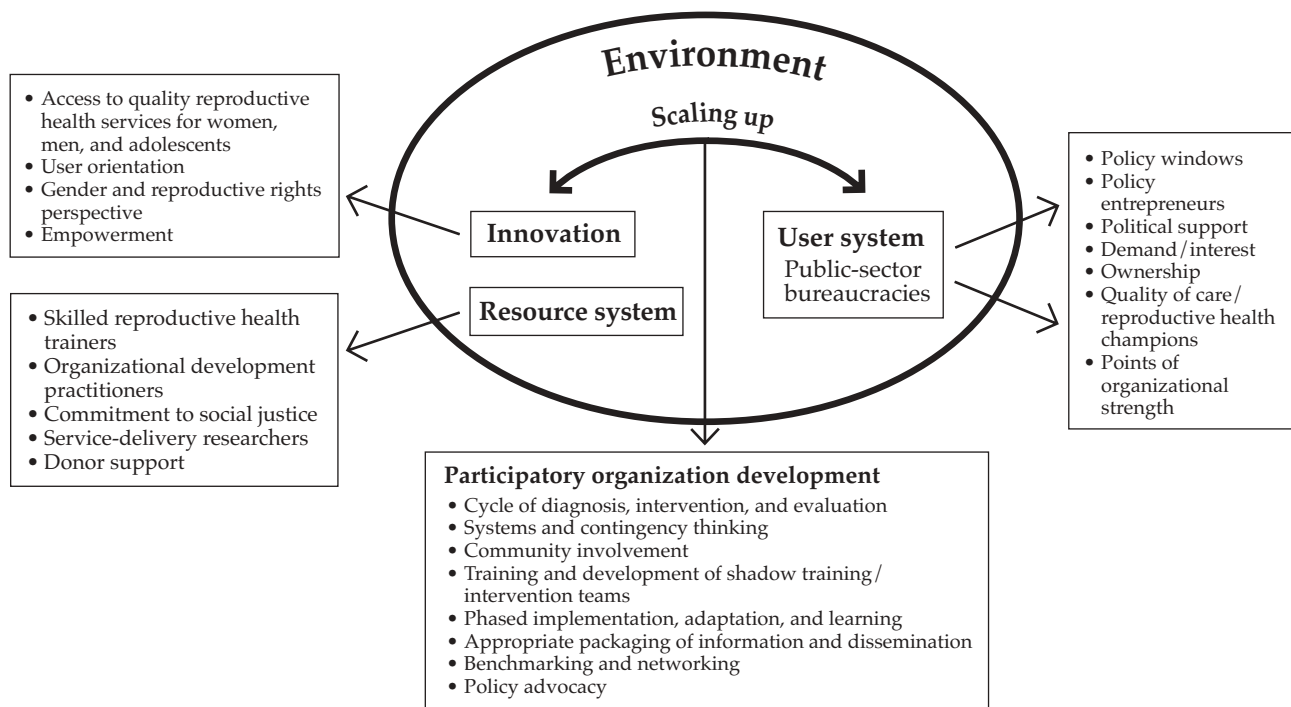 Environment
Scaling up
• Access to quality reproductive
health services for women,
men, and adolescents
• User orientation
• Gender and reproductive rights
perspective
• Empowerment
Innovation
Resource system
User system
Public-sector
bureaucracies
• Skilled reproductive health
trainers
• Organizational development
practitioners
• Commitment to social justice
• Service-delivery researchers
• Donor support
• Policy windows
• Policy
entrepreneurs
• Political support
• Demand/interest
• Ownership
• Quality of care/
reproductive health
champions
• Points of
organizational
strength
Participatory organization development
• Cycle of diagnosis, intervention, and evaluation
• Systems and contingency thinking
• Community involvement
• Training and development of shadow training/
intervention teams
• Phased implementation, adaptation, and learning
• Appropriate packaging of information and dissemination
• Benchmarking and networking
• Policy advocacy